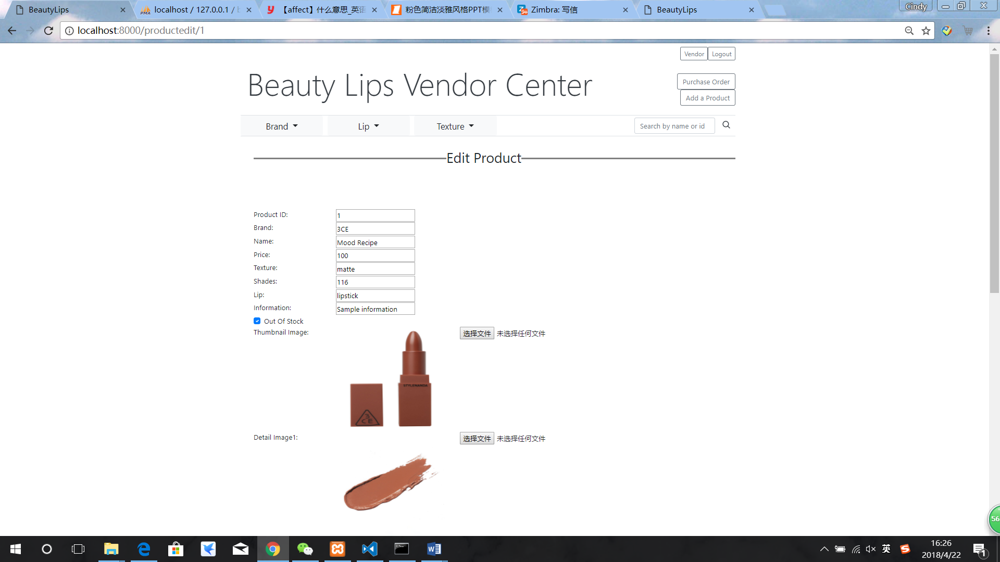 BeautyLips
localhost / 127.0.0.1 / b
【affect】什么意思_英语
粉色简洁淡雅风格PPT模
Zimbra: 写信
BeautyLips
Cindy
localhost:8000/productedit/1
Vendor
Logout
Beauty Lips Vendor Center
Purchase Order
Add a Product
Brand
Lip
Texture
Search by name or id
Edit Product
Product ID:
1
Brand:
3CE
Name:
Mood Recipe
Price:
100
Texture:
matte
Shades:
116
Lip:
lipstick
Information:
Sample information
Out Of Stock
Thumbnail Image:
选择文件 未选择任何文件
STYLENANDA
3
CE
Detail Image1:
选择文件 未选择任何文件
56
英
16:26
2018/4/22
1